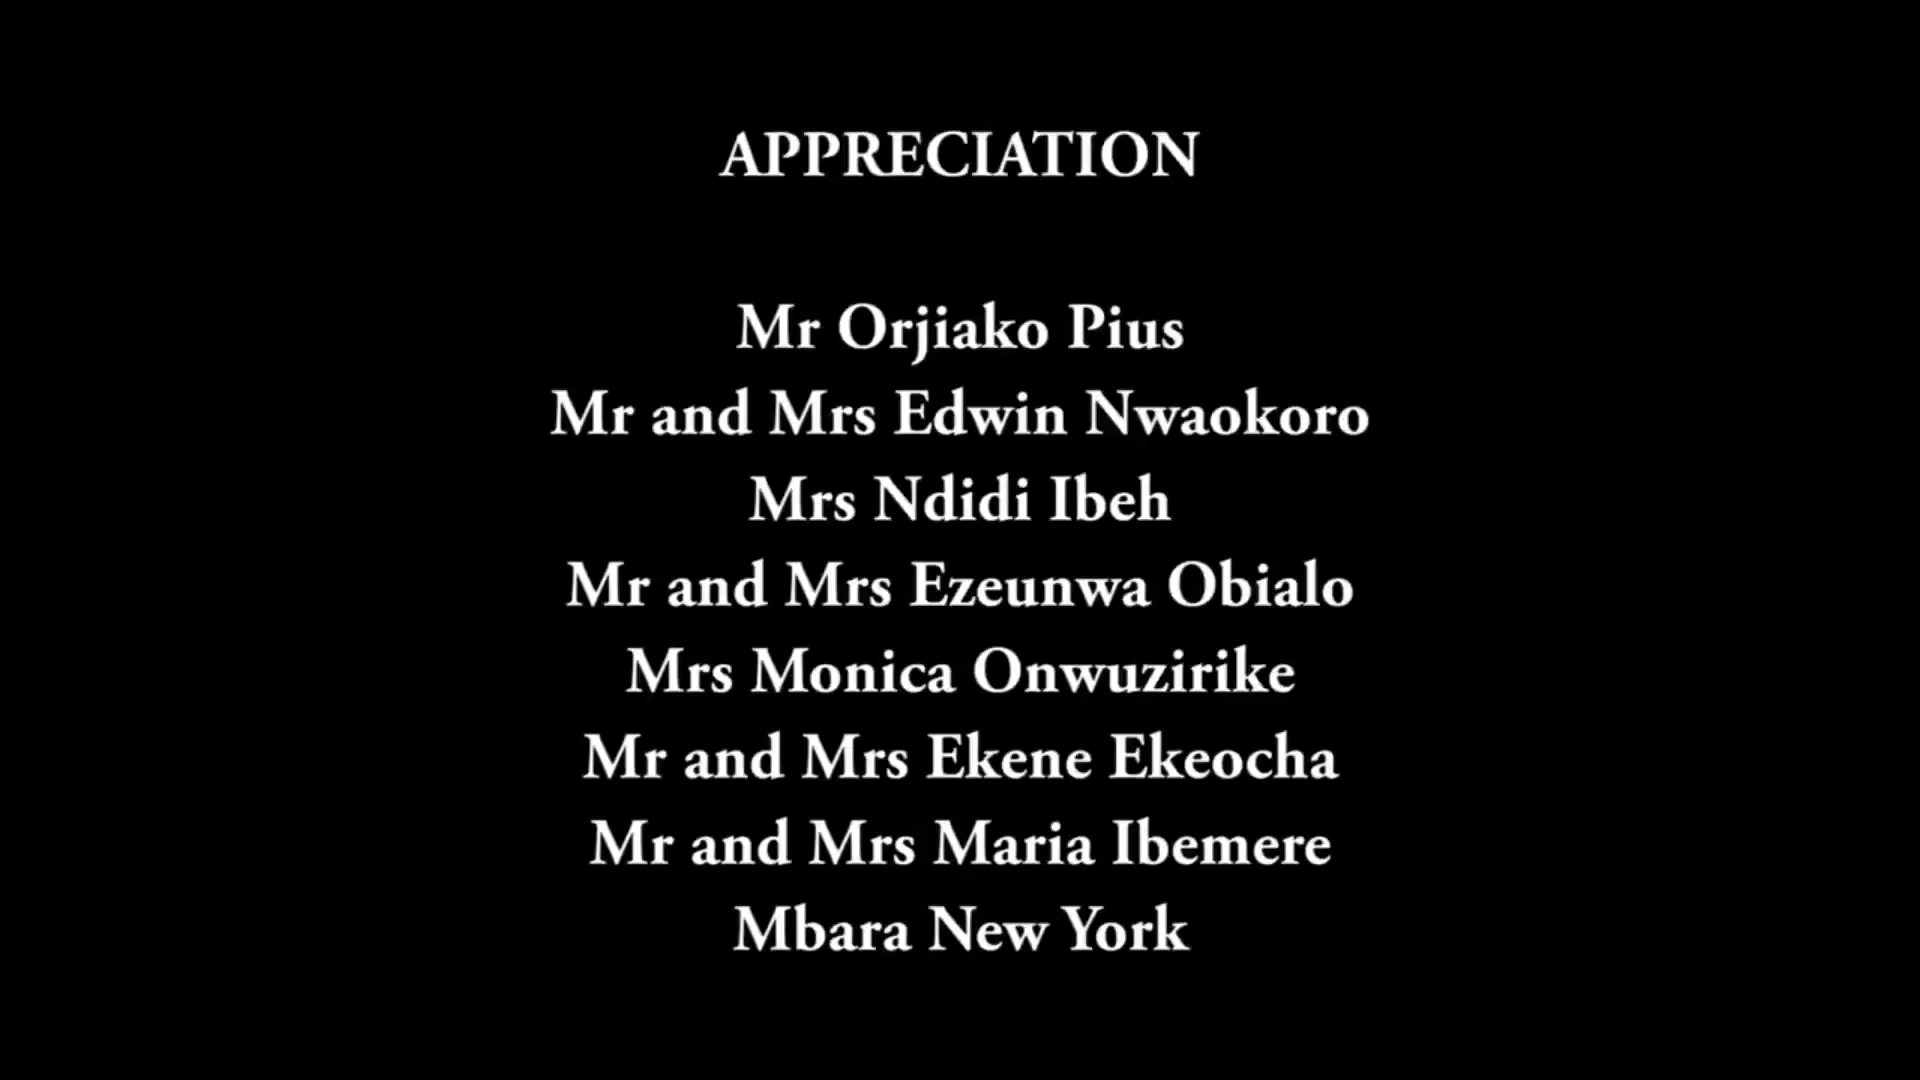 APPRECIATION
Mr Orjiako Pius
Mr and Mrs Edwin Nwaokoro
Mrs Ndidi Ibeh
Mr and Mrs Ezeunwa Obialo
Mrs Monica Onwuzirike
Mr and Mrs Ekene Ekeocha
Mr and Mrs Maria Ibemere
Mbara New York